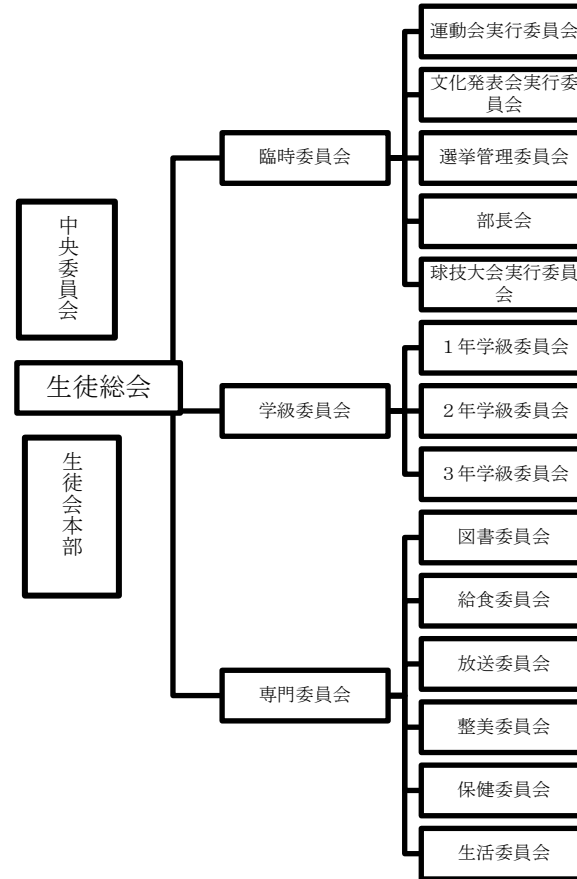 運動会実行委員会
文化発表会実行委
員会
臨時委員会
選挙管理委員会
部長会
球技大会実行委員
会
中央委員会
生徒総会
生徒会本部
学級委員会
1年学級委員会
2年学級委員会
3年学級委員会
専門委員会
図書委員会
給食委員会
放送委員会
整美委員会
保健委員会
生活委員会